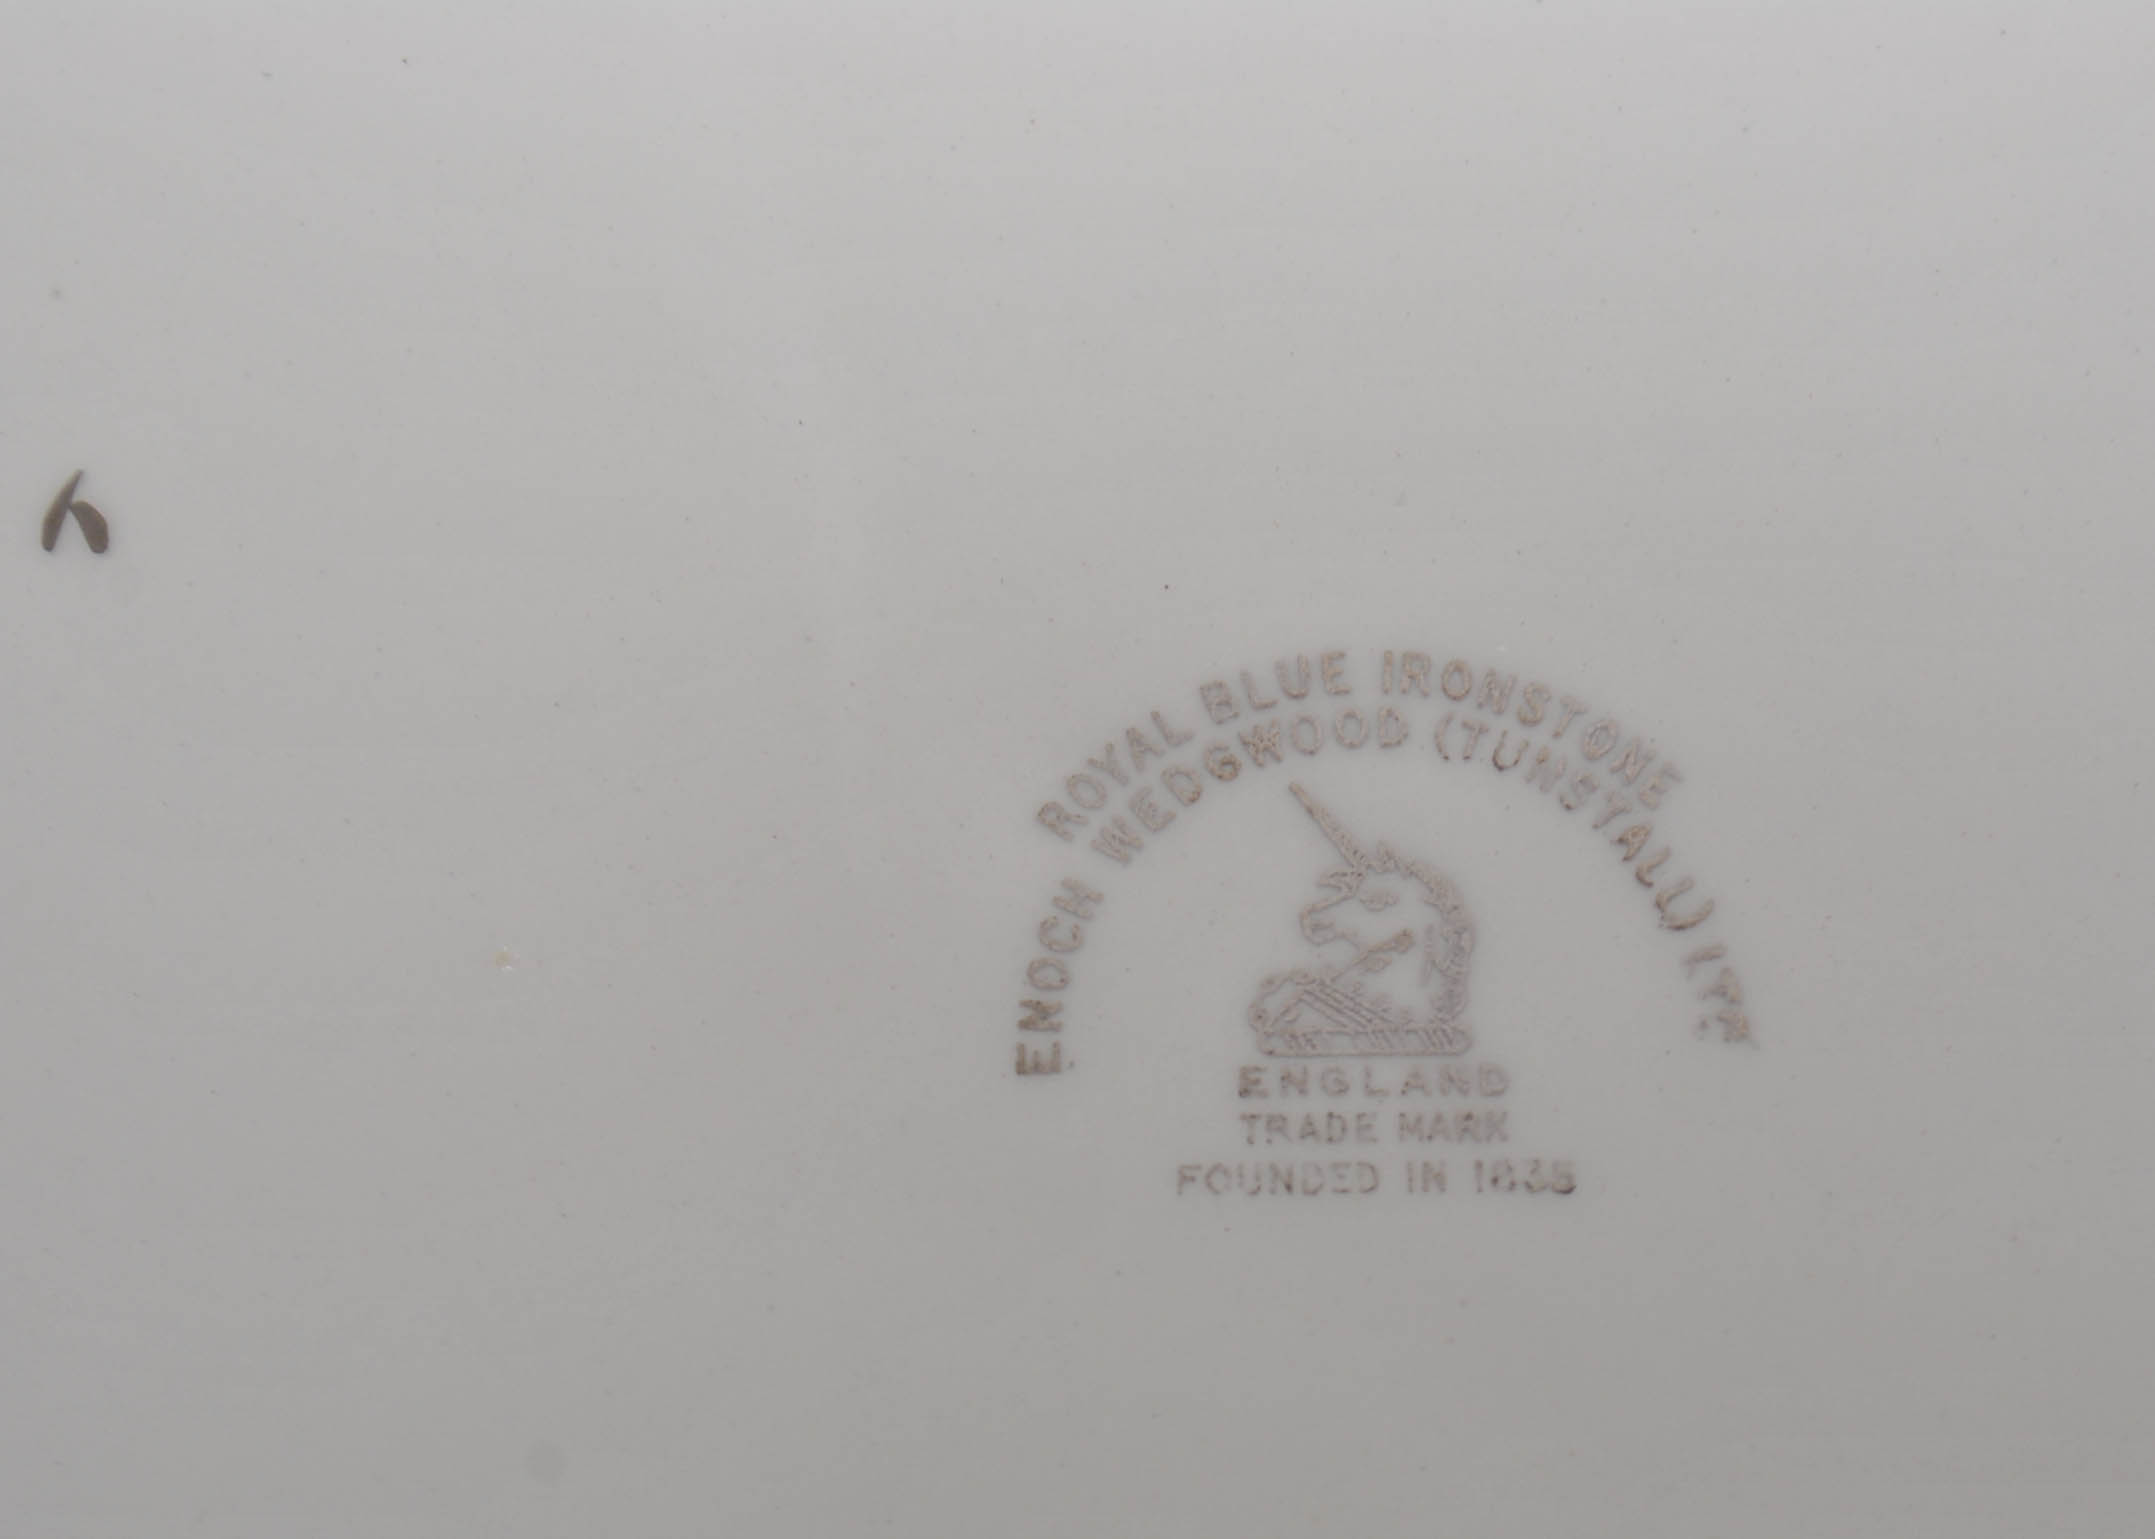 ROYAL BLUE IRONSTONE
ENOCH WEDGWOOD (TUNSTALL) LTD
ENGLAND
TRADE MARK
FOUNDED IN 1835